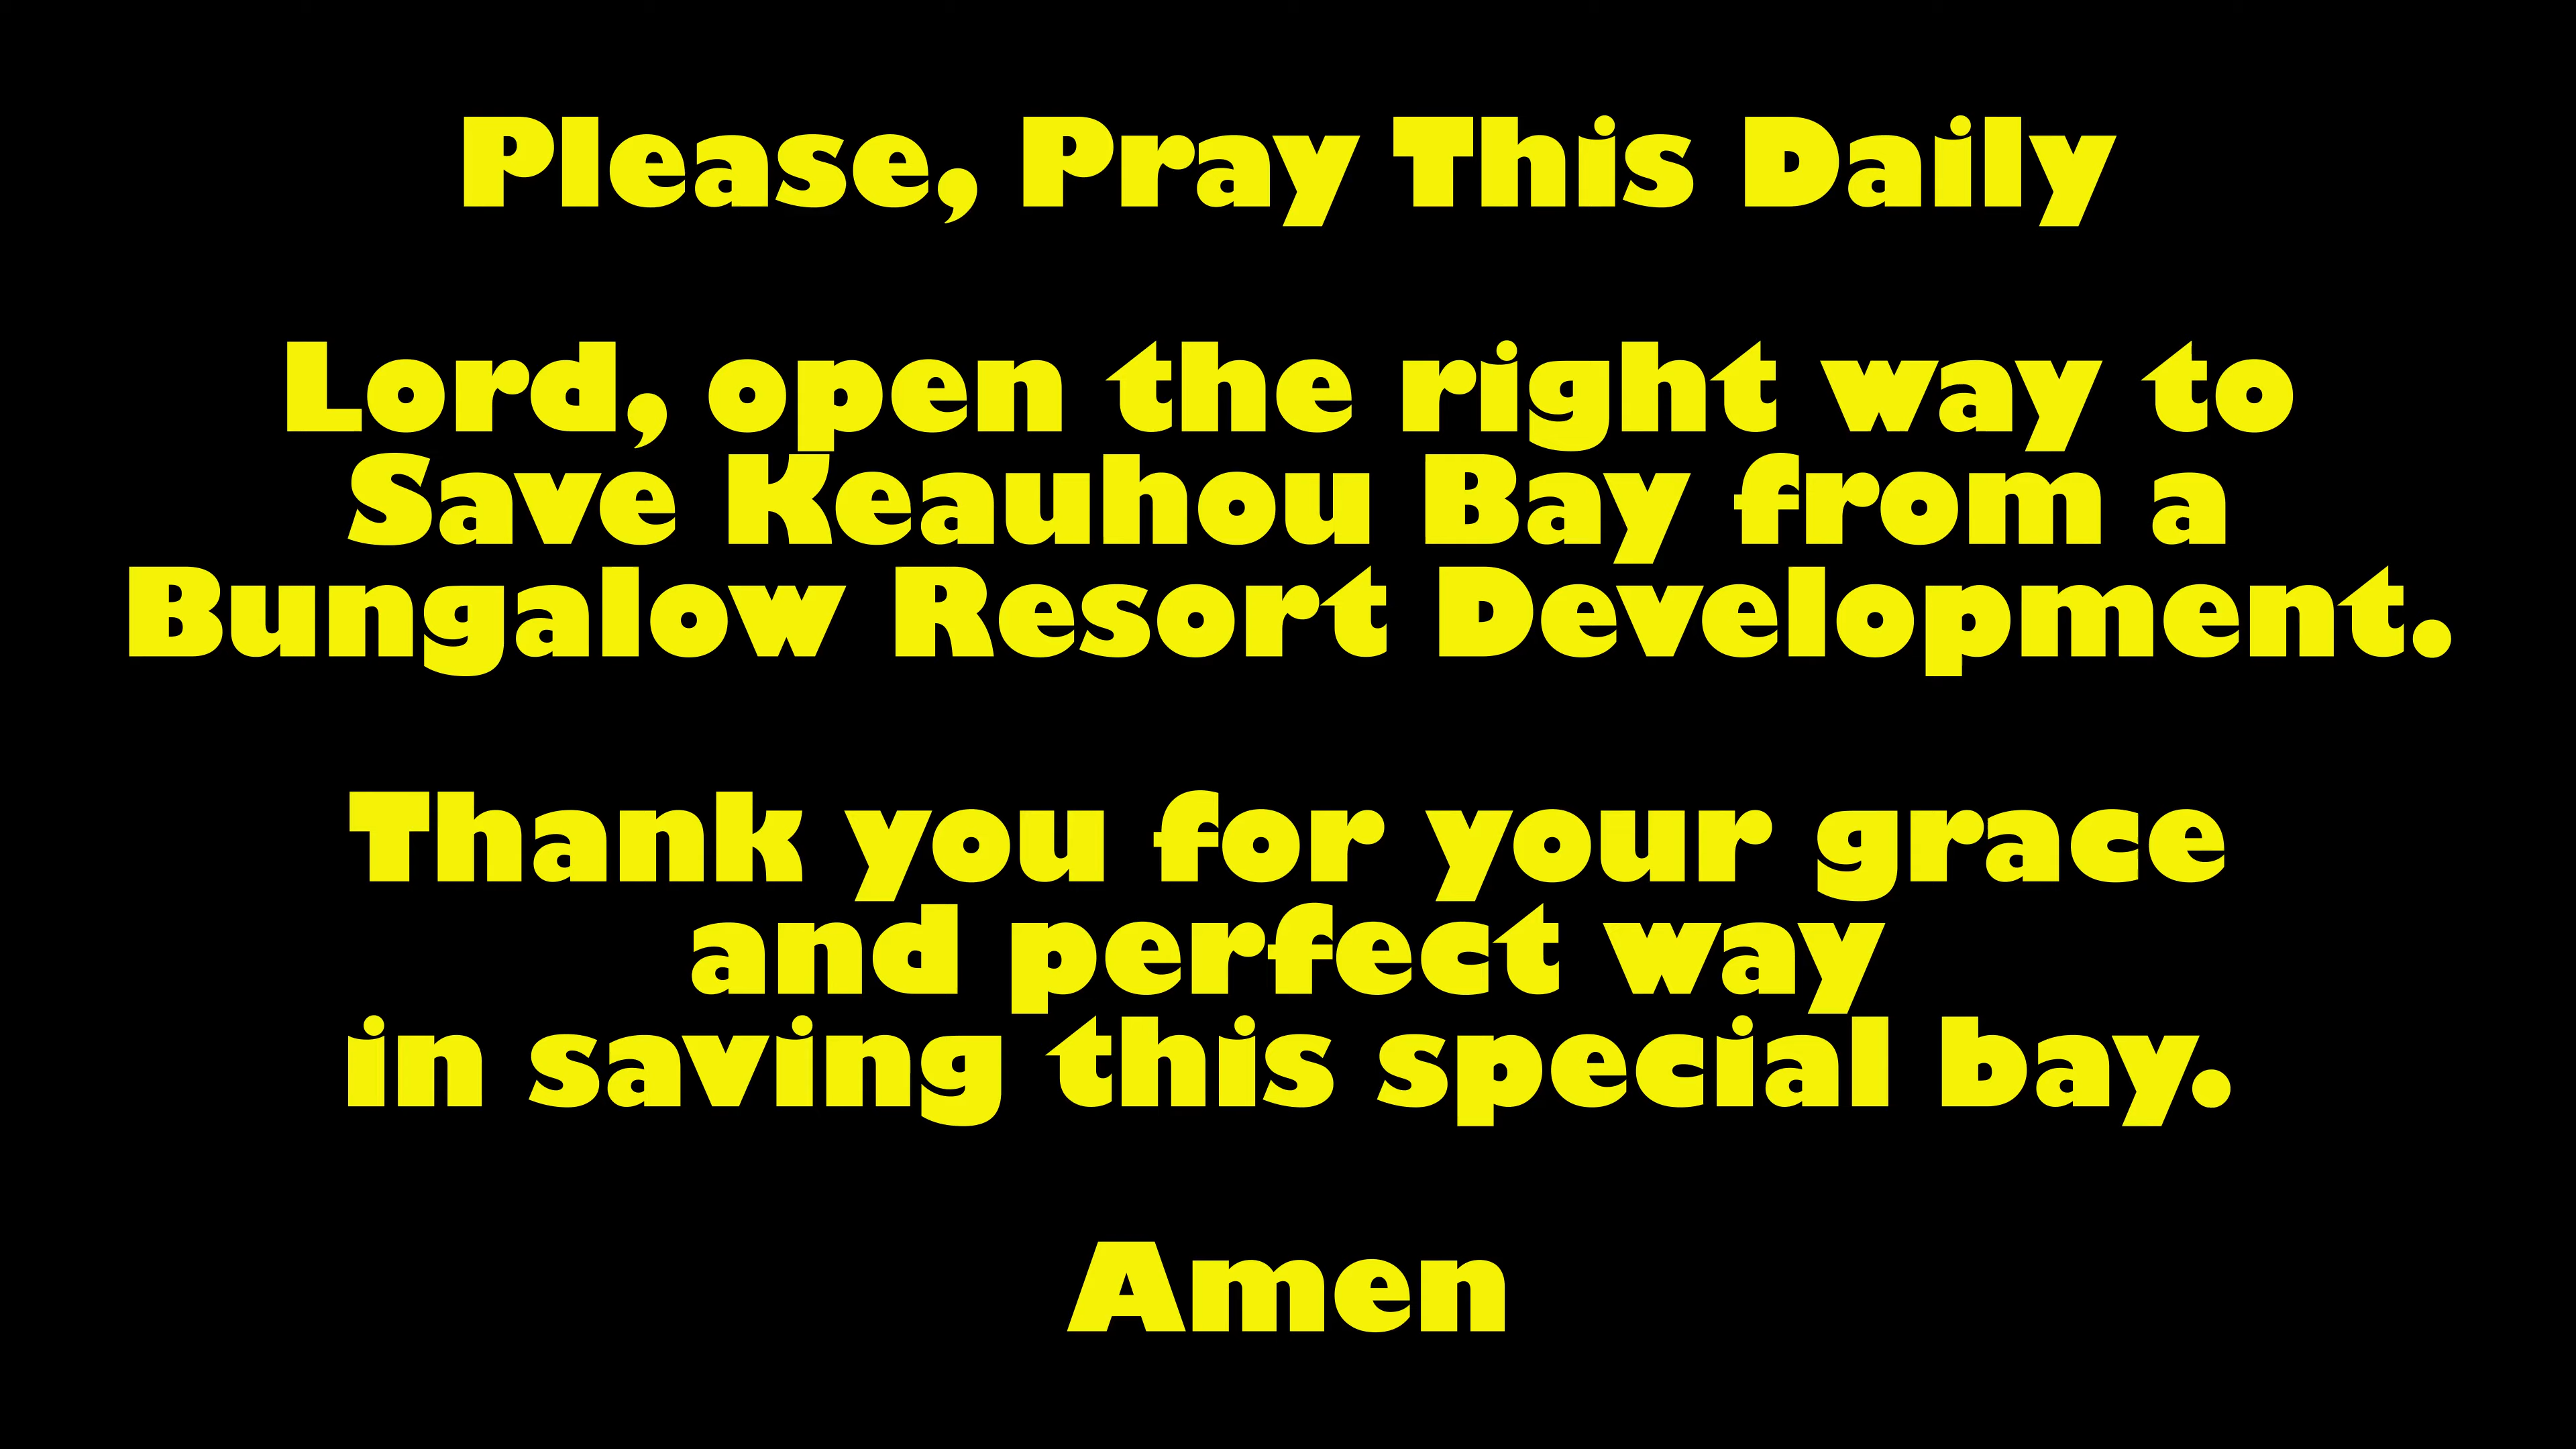 Please, Pray This Daily
Lord, open the right way to
Save Keauhou Bay from a
Bungalow Resort Development.
Thank you for your grace
and perfect way
in saving this special bay.
Amen